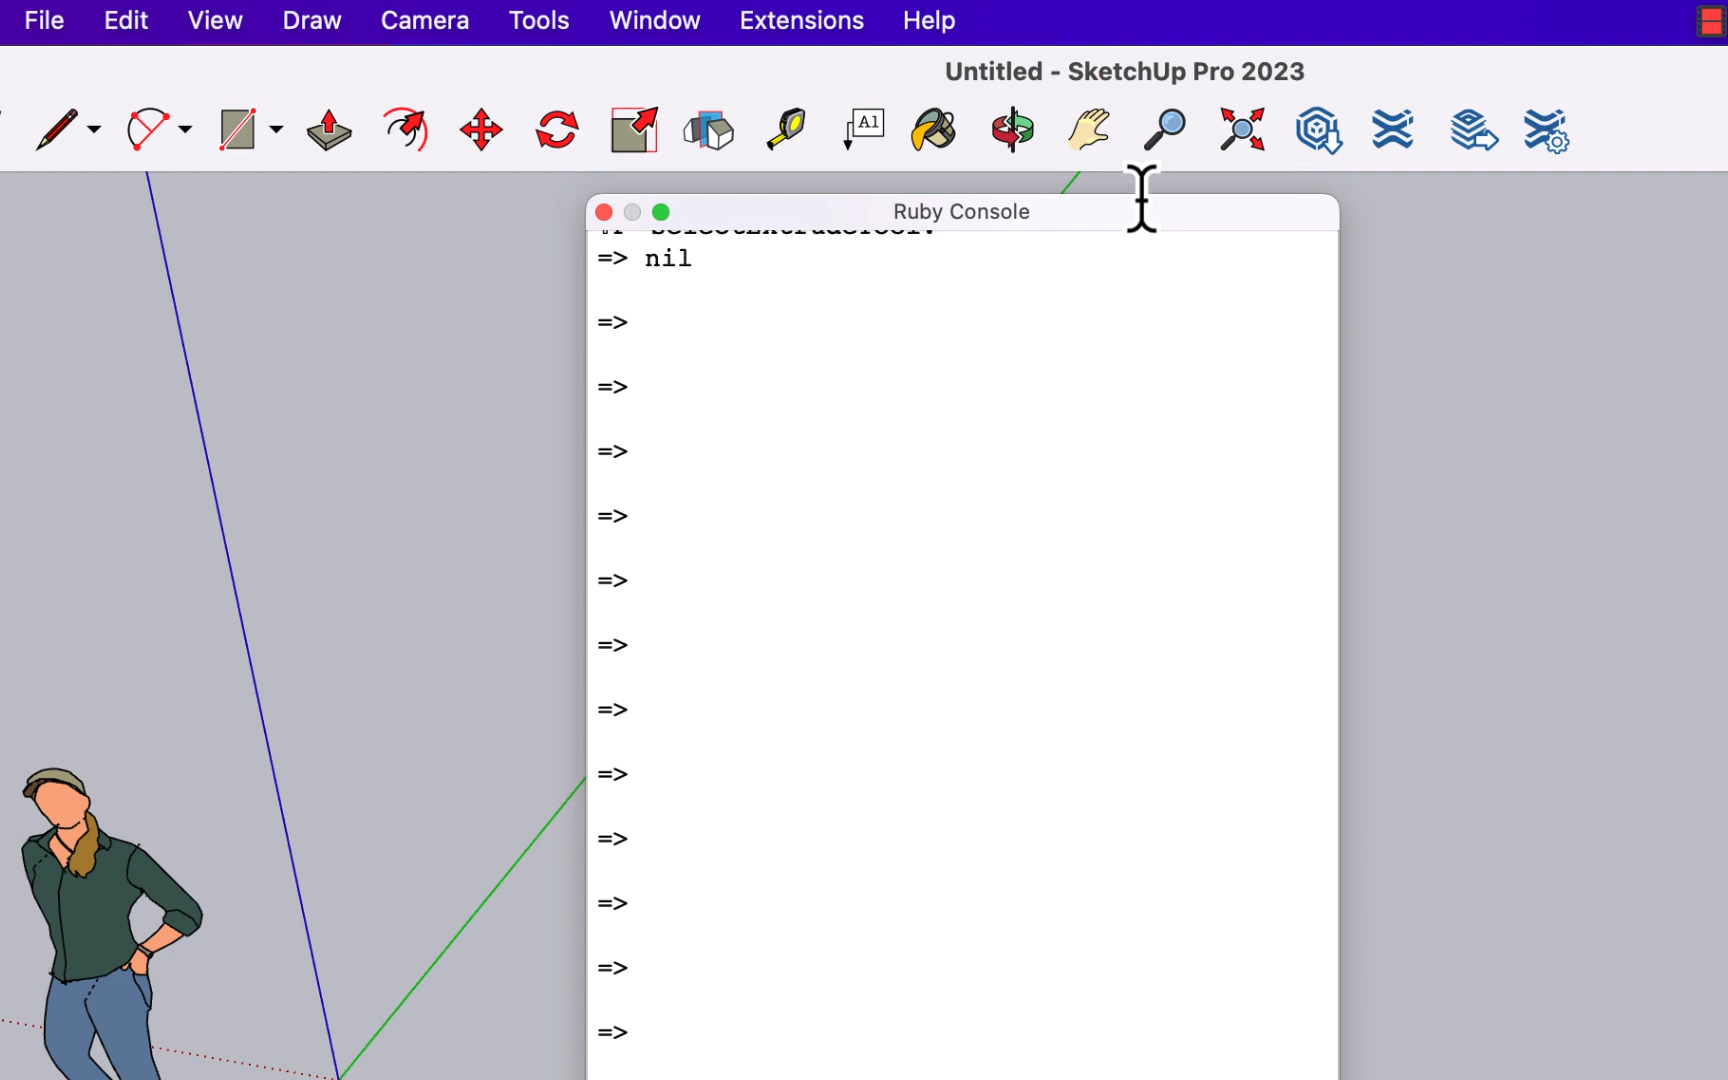 File Edit View Draw Camera Tools Window Extensions Help
Untitled - SketchUp Pro 2023
A1
Ruby Console
=> nil
=>
=>
=>
=>
=>
=>
=>
=>
=>
=>
=>
=>